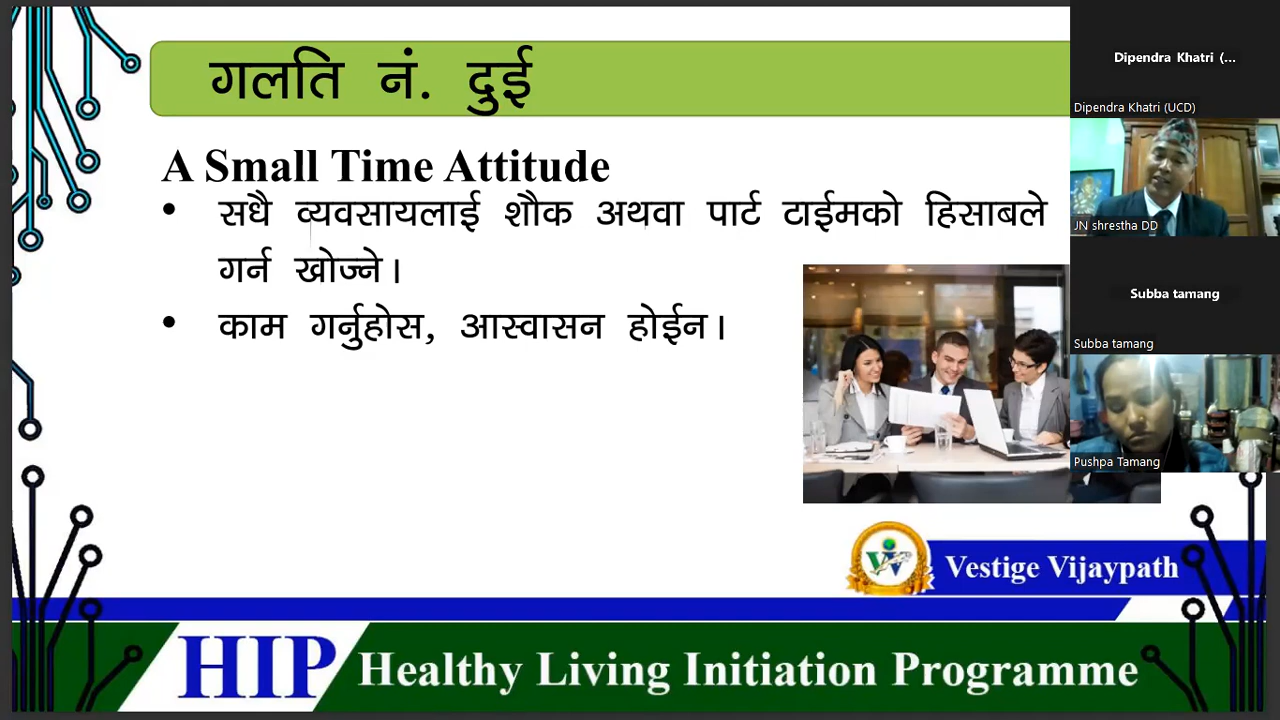 गलति नं. दुई
A Small Time Attitude
• सधै व्यवसायलाई शौक अथवा पार्ट टाईमको हिसाबले
गर्न खोज्ने।
• काम गर्नुहोस, आस्वासन होईन।
Dipendra Khatri (...
Dipendra Khatri (UCD)
JN shrestha DD
Subba tamang
Subba tamang
Pushpa Tamang
Vestige Vijaypath
HIP Healthy Living Initiation Programme